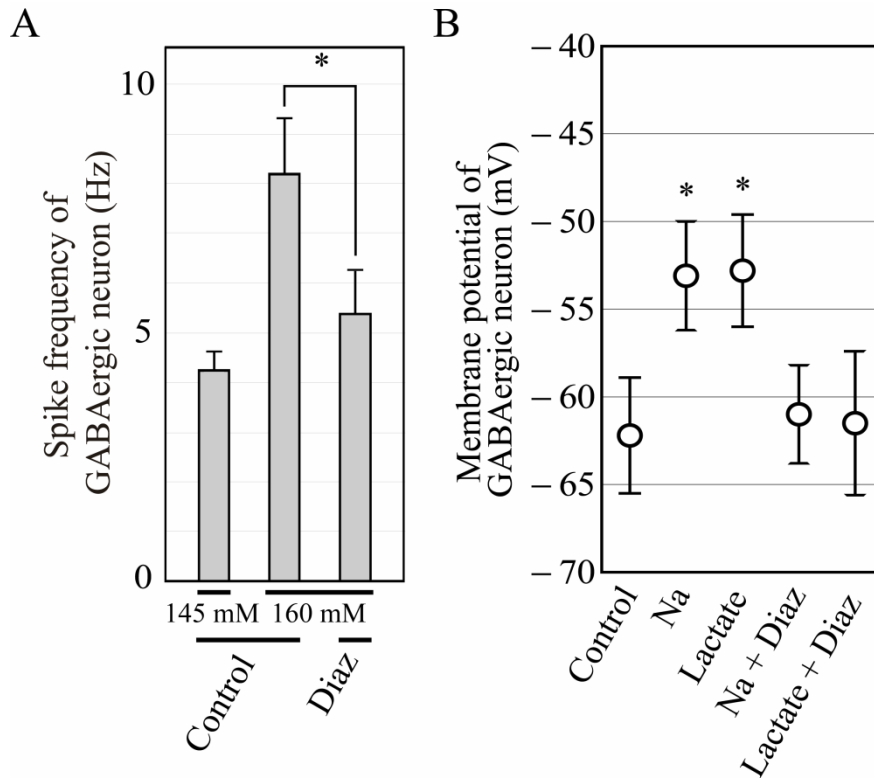 A
Spike frequency of
GABAergic neuron (Hz)
10
5
0
*
145 mM
160 mM
Control
Diaz
B
Membrane potential of
GABAergic neuron (mV)
−40
−45
−50
−55
−60
−65
−70
*
*
Control
Na
Lactate
Na + Diaz
Lactate + Diaz